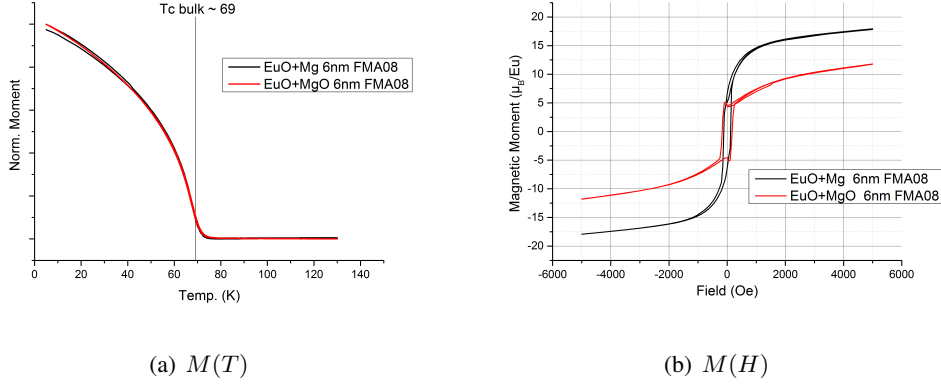 Tc bulk ~ 69
Norm. Moment
EuO+Mg 6nm FMA08
EuO+MgO 6nm FMA08
0 20 40 60 80 100 120 140
Temp. (K)
(a) M(T)
20
15
10
5
0
-5
-10
-15
-20
Magnetic Moment (μB/Eu)
EuO+Mg 6nm FMA08
EuO+MgO 6nm FMA08
-6000 -4000 -2000 0 2000 4000 6000
Field (Oe)
(b) M(H)